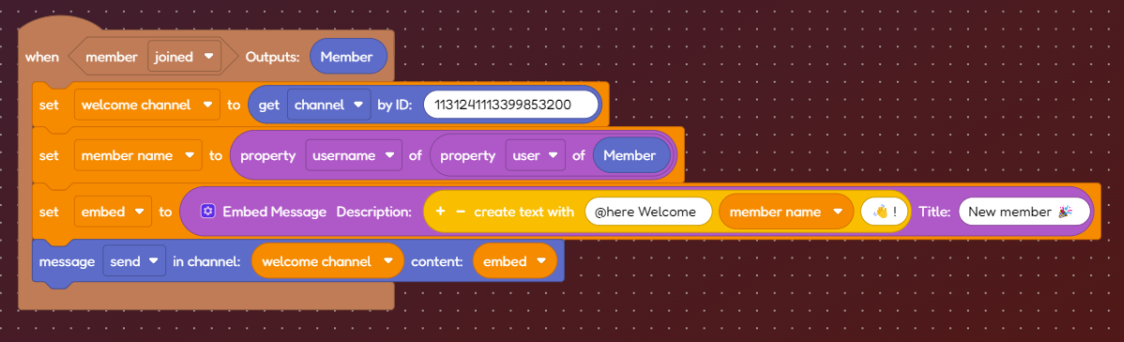 when member joined Outputs: Member
set welcome channel to get channel by ID: 1131241113399853200
set member name to property username of property user of Member
set embed to Embed Message Description: + - create text with @here Welcome member name 👋 ! Title: New member 🎉
message send in channel: welcome channel content: embed